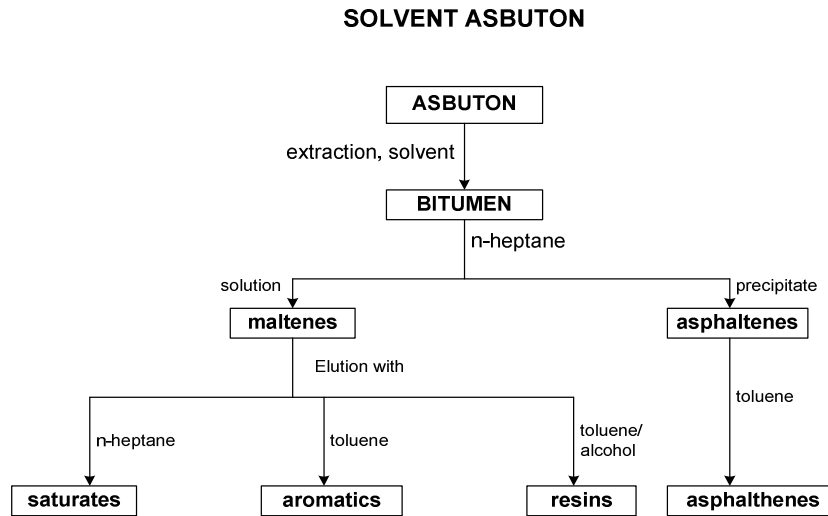 SOLVENT ASBUTON
ASBUTON
extraction, solvent
BITUMEN
n-heptane
solution
precipitate
maltenes
asphaltenes
Elution with
toluene
n-heptane
toluene
toluene/
alcohol
saturates
aromatics
resins
asphalthenes